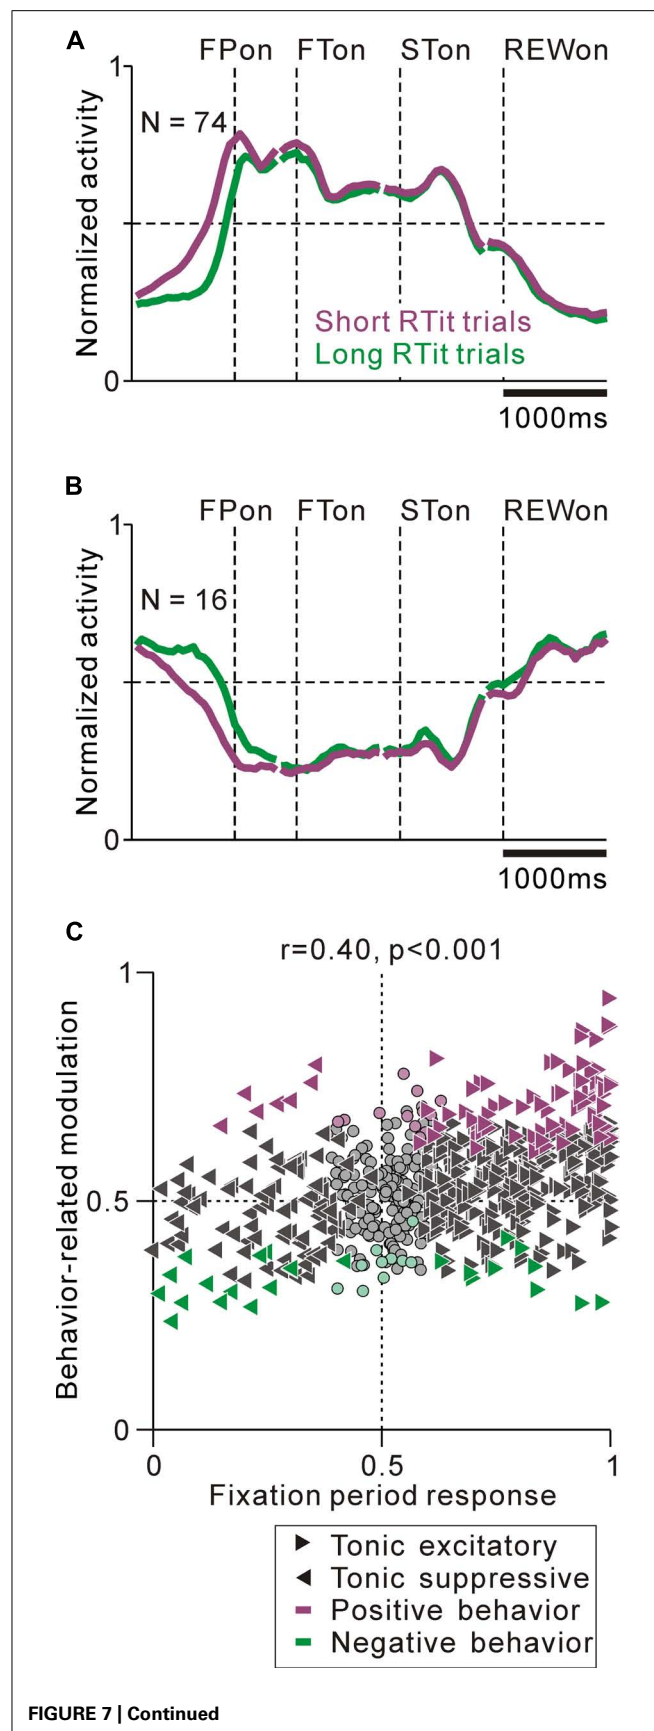 A
FPon FTon STon REWon
1
N = 74
Normalized activity
Short RTit trials
Long RTit trials
0
1000ms
B
FPon FTon STon REWon
1
N = 16
Normalized activity
0
1000ms
C
r=0.40, p<0.001
1
Behavior-related modulation
0.5
0
0 0.5 1
Fixation period response
Tonic excitatory
Tonic suppressive
Positive behavior
Negative behavior
FIGURE 7 | Continued